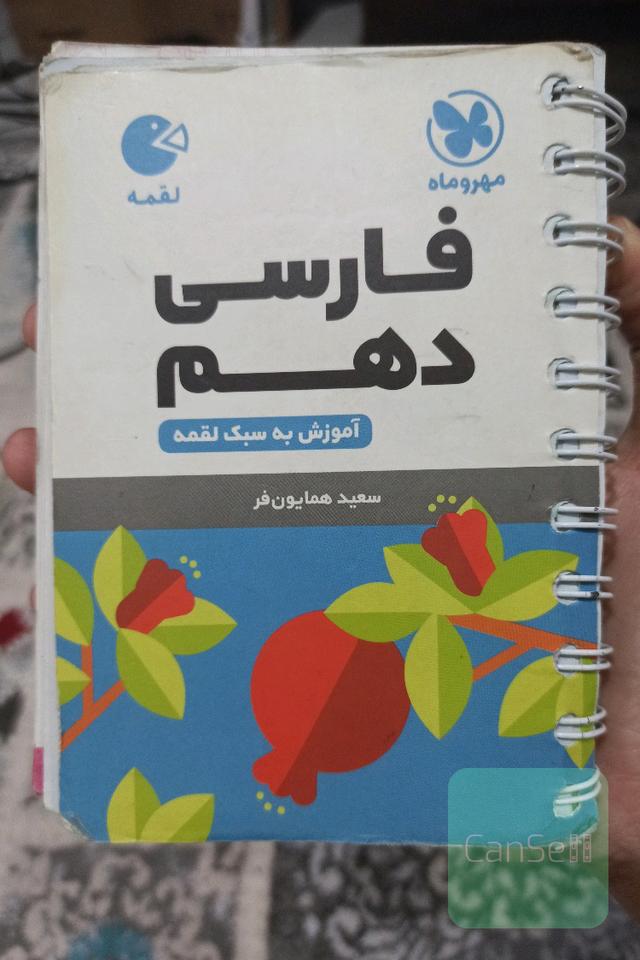 مهروماه
لقمه
فارسی
دهم
آموزش به سبک لقمه
سعید همایون‌فر
CanSell